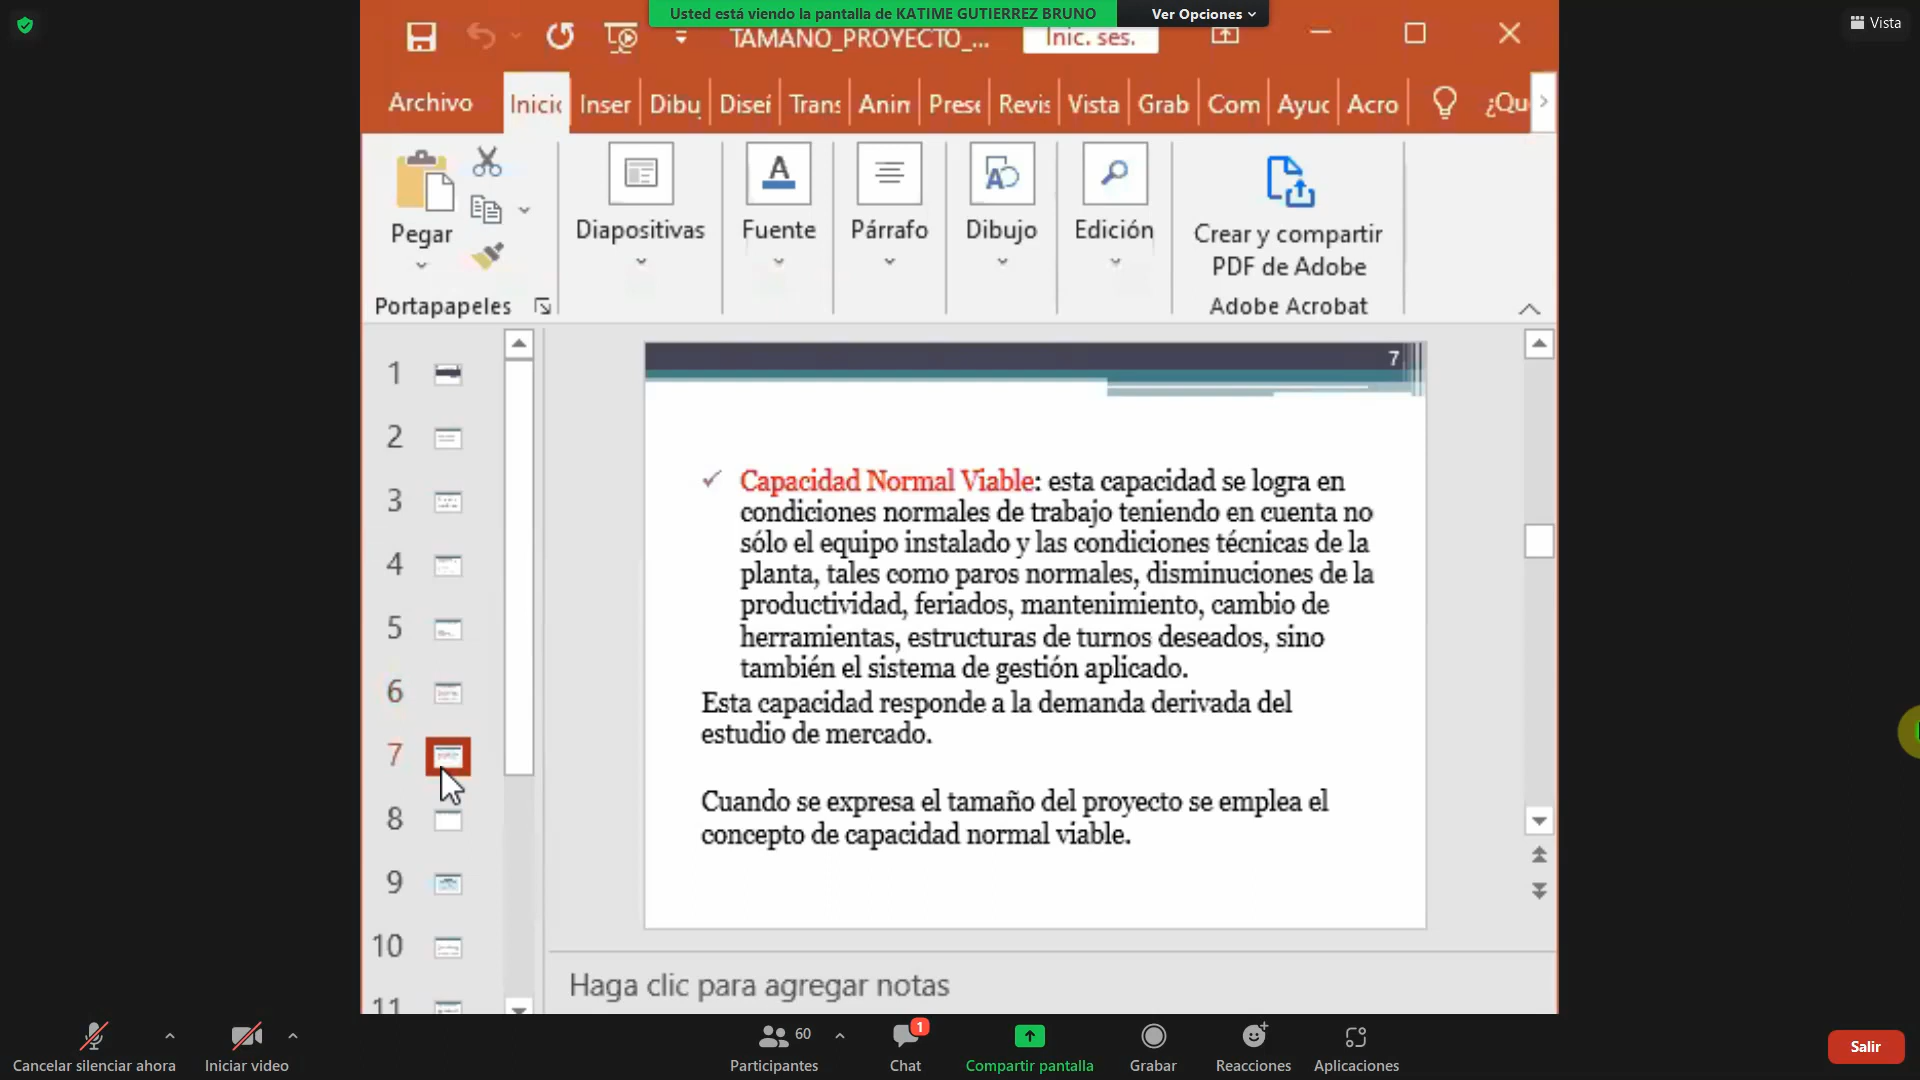 Usted está viendo la pantalla de KATIME GUTIERREZ BRUNO
Ver Opciones
Vista
TAMANO_PROYECTO_...
Inic. ses.
Archivo
Inicic
Inser
Dibu
Diseí
Trans
Anin
Prese
Revis
Vista
Grab
Com
Ayuc
Acro
¿Qu
Pegar
Diapositivas
Fuente
Párrafo
Dibujo
Edición
Crear y compartir
PDF de Adobe
Portapapeles
Adobe Acrobat
1
2
3
4
5
6
7
8
9
10
11
7
Capacidad Normal Viable: esta capacidad se logra en
condiciones normales de trabajo teniendo en cuenta no
sólo el equipo instalado y las condiciones técnicas de la
planta, tales como paros normales, disminuciones de la
productividad, feriados, mantenimiento, cambio de
herramientas, estructuras de turnos deseados, sino
también el sistema de gestión aplicado.
Esta capacidad responde a la demanda derivada del
estudio de mercado.
Cuando se expresa el tamaño del proyecto se emplea el
concepto de capacidad normal viable.
Haga clic para agregar notas
Cancelar silenciar ahora
Iniciar video
60
Participantes
1
Chat
Compartir pantalla
Grabar
Reacciones
Aplicaciones
Salir